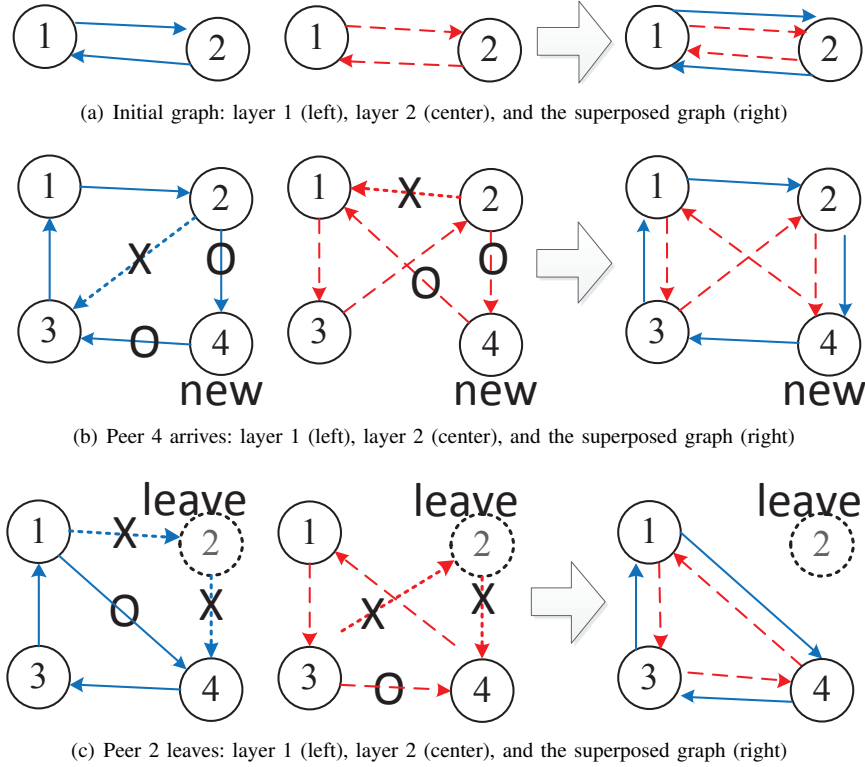 1 2 1 2 1 2
(a) Initial graph: layer 1 (left), layer 2 (center), and the superposed graph (right)
1 2 1 X 2 1 2
X O O O
3 O 4 3 4 3 4
new new new
(b) Peer 4 arrives: layer 1 (left), layer 2 (center), and the superposed graph (right)
leave leave leave
1 X 2 1 2 1 2
O X X X
3 4 3 O 4 3 4
(c) Peer 2 leaves: layer 1 (left), layer 2 (center), and the superposed graph (right)